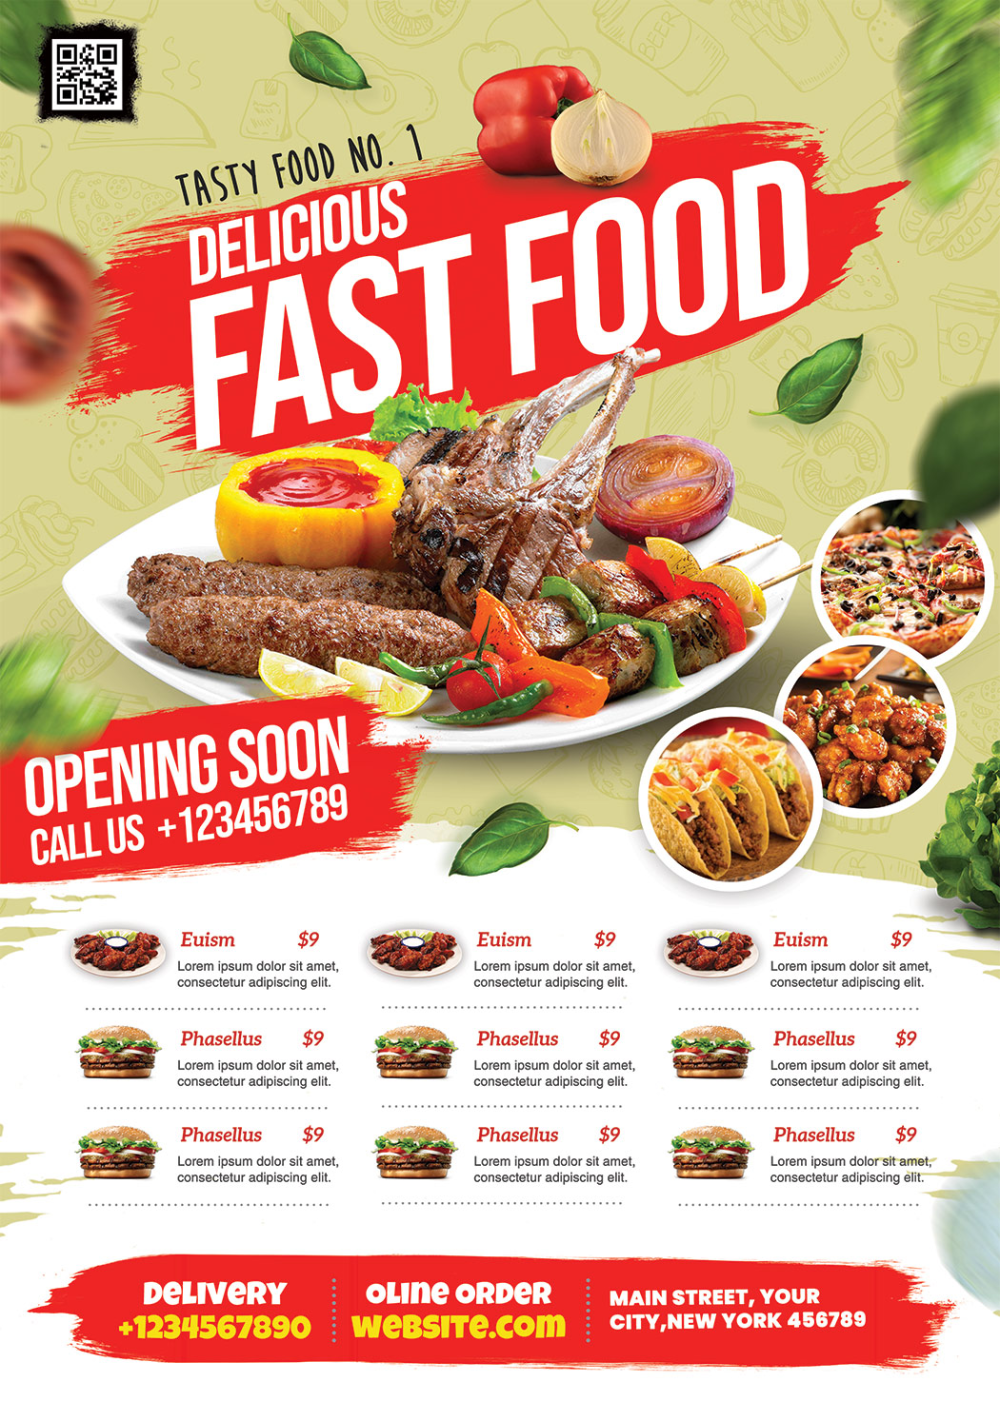 TASTY FOOD NO. 1
DELICIOUS
FAST FOOD
OPENING SOON
CALL US +123456789
Euism $9
Lorem ipsum dolor sit amet,
consectetur adipiscing elit.
Phasellus $9
Lorem ipsum dolor sit amet,
consectetur adipiscing elit.
Phasellus $9
Lorem ipsum dolor sit amet,
consectetur adipiscing elit.
Euism $9
Lorem ipsum dolor sit amet,
consectetur adipiscing elit.
Phasellus $9
Lorem ipsum dolor sit amet,
consectetur adipiscing elit.
Phasellus $9
Lorem ipsum dolor sit amet,
consectetur adipiscing elit.
Euism $9
Lorem ipsum dolor sit amet,
consectetur adipiscing elit.
Phasellus $9
Lorem ipsum dolor sit amet,
consectetur adipiscing elit.
Phasellus $9
Lorem ipsum dolor sit amet,
consectetur adipiscing elit.
DELIVERY
+1234567890
OLINE ORDER
WEBSITE.COM
MAIN STREET, YOUR
CITY,NEW YORK 456789